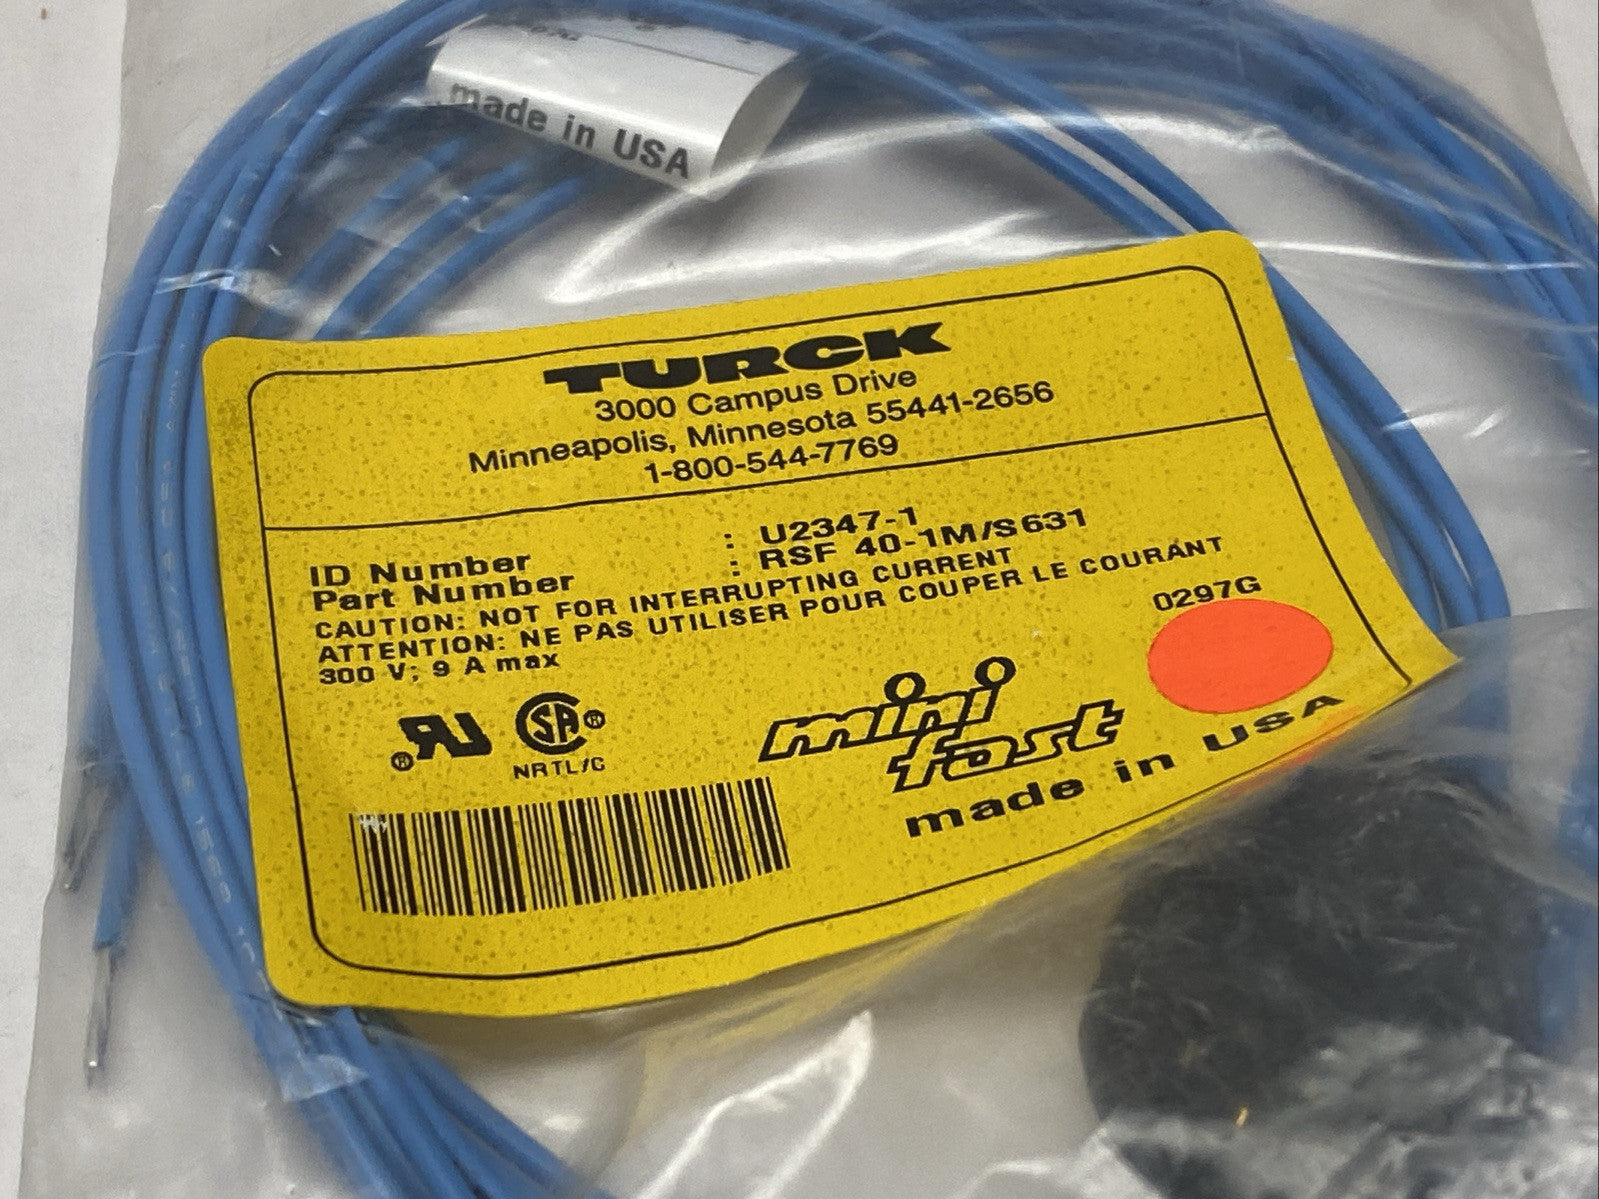 made in USA
TURCK
3000 Campus Drive
Minneapolis, Minnesota 55441-2656
1-800-544-7769
ID Number : U2347-1
Part Number : RSF 40-1M/S631
CAUTION: NOT FOR INTERRUPTING CURRENT
ATTENTION: NE PAS UTILISER POUR COUPER LE COURANT
300 V; 9 A max
0297G
® RU SA ®
NRTL/C
mini
fast
made in USA